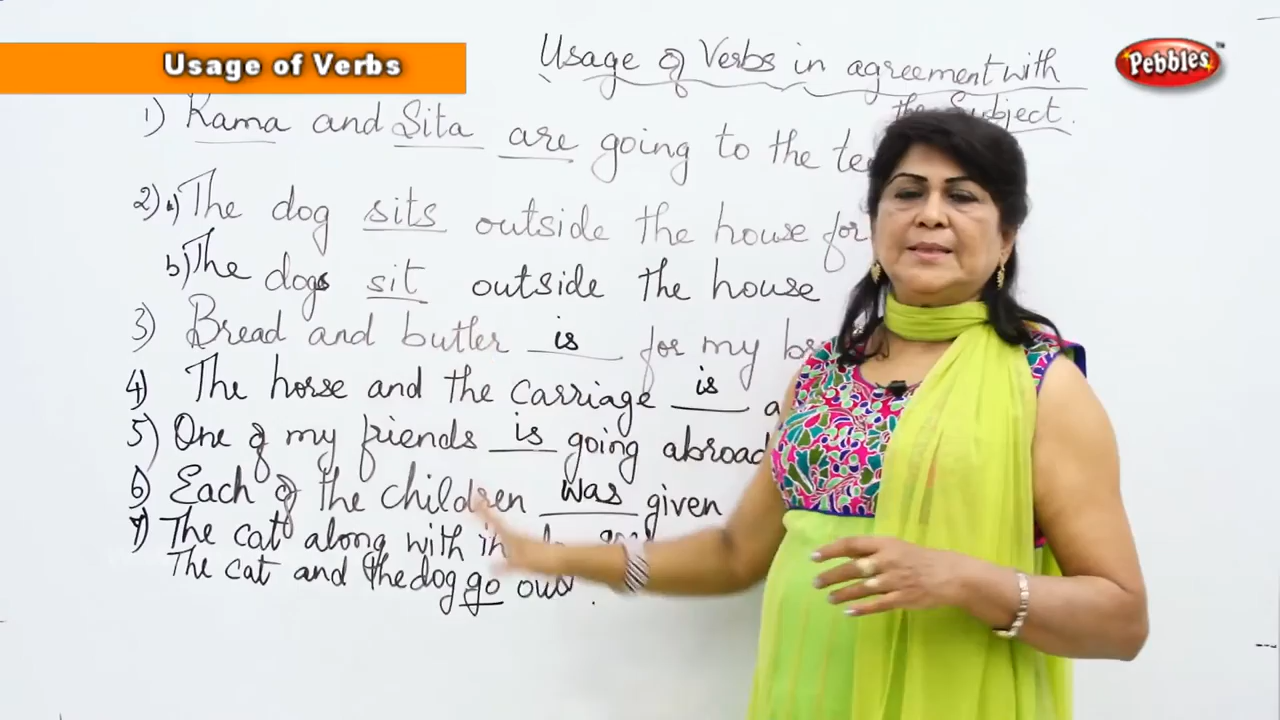 Usage of Verbs
Pebbles™
Usage of Verbs in agreement with
the Subject.
1) Rama and Sita are going to the
2) a) The dog sits outside the house for
b) The dogs sit outside the house
3) Bread and butter is for my
4) The horse and the carriage is
5) One of my friends is going abroad
6) Each of the children was given
7) The cat along with
The cat and the dog go out.